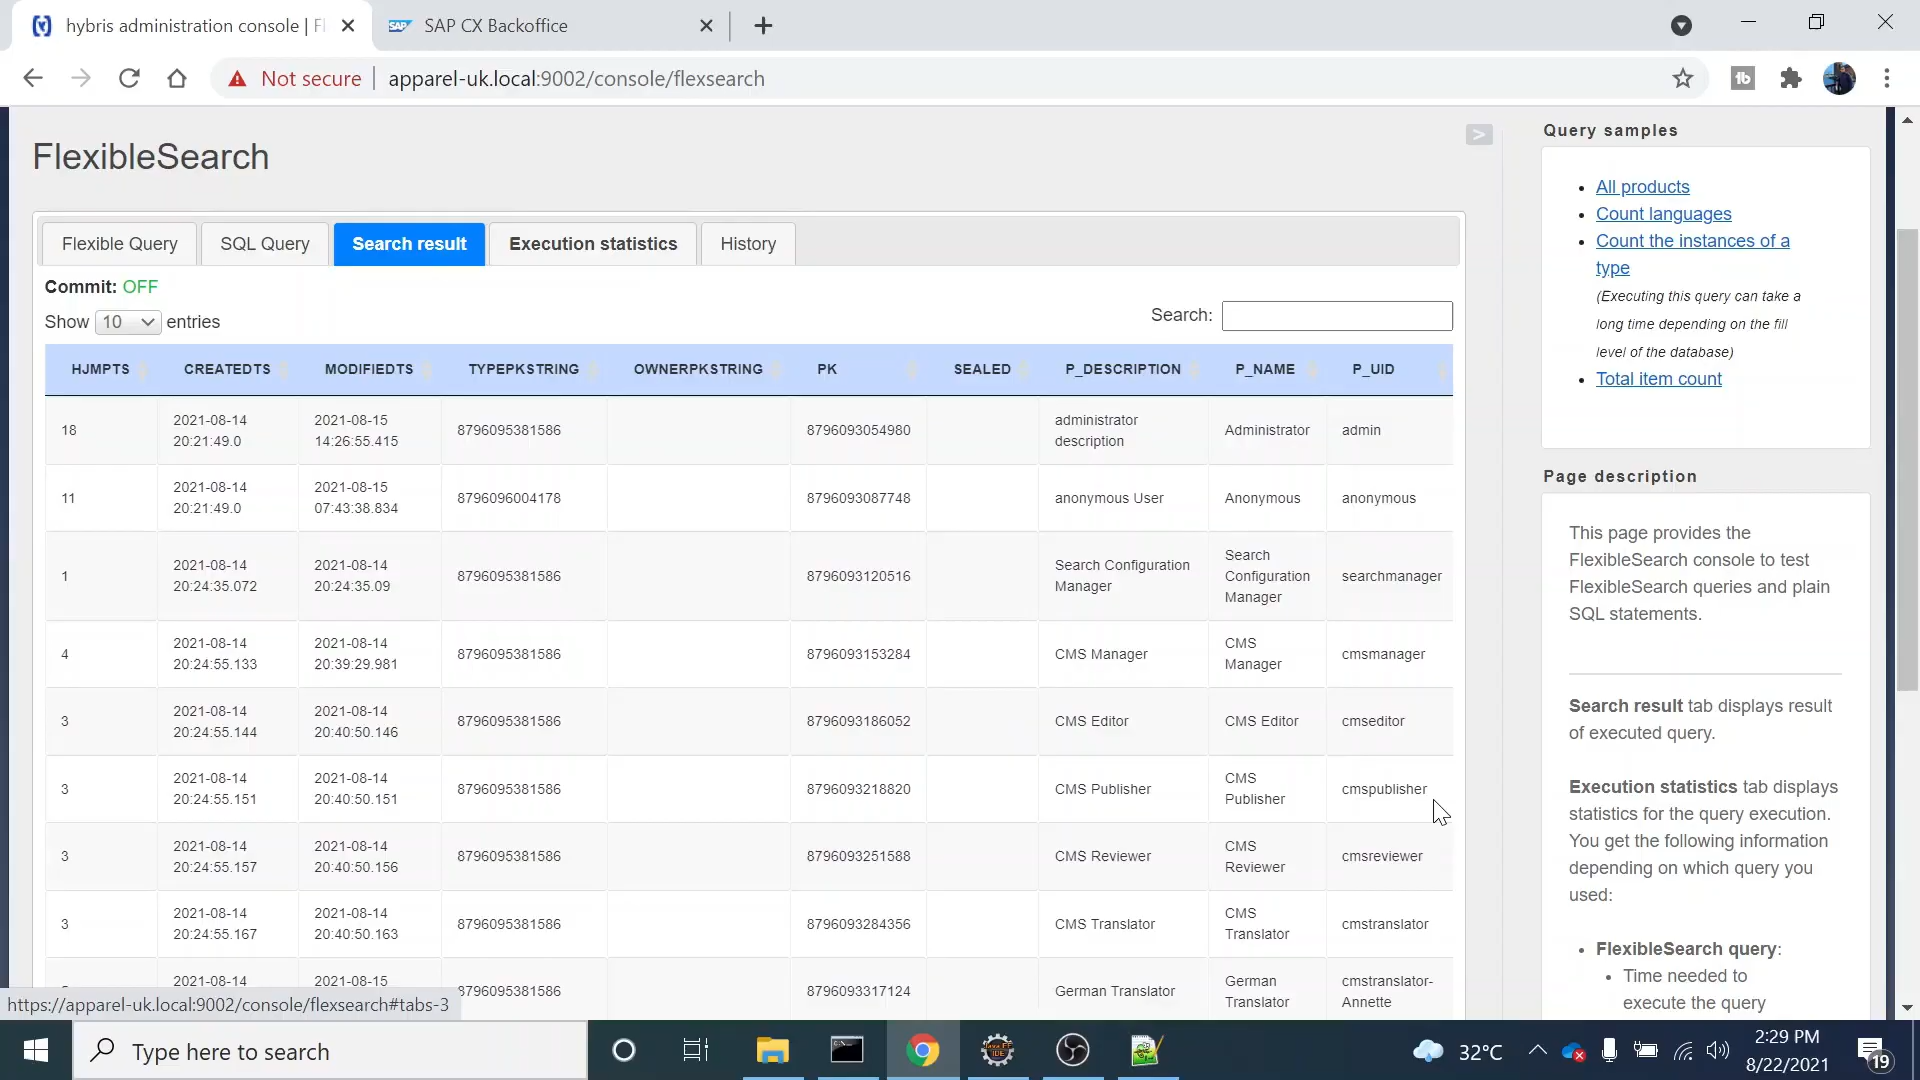 hybris administration console | Fl
SAP CX Backoffice
Not secure
apparel-uk.local:9002/console/flexsearch
FlexibleSearch
>
Flexible Query
SQL Query
Search result
Execution statistics
History
Commit: OFF
Show 10 entries
Search:
HJMPTS CREATEDTS MODIFIEDTS TYPEPKSTRING OWNERPKSTRING PK SEALED P_DESCRIPTION P_NAME P_UID
18 2021-08-14 20:21:49.0 2021-08-15 14:26:55.415 8796095381586 8796093054980 administrator description Administrator admin
11 2021-08-14 20:21:49.0 2021-08-15 07:43:38.834 8796096004178 8796093087748 anonymous User Anonymous anonymous
1 2021-08-14 20:24:35.072 2021-08-14 20:24:35.09 8796095381586 8796093120516 Search Configuration Manager Search Configuration Manager searchmanager
4 2021-08-14 20:24:55.133 2021-08-14 20:39:29.981 8796095381586 8796093153284 CMS Manager CMS Manager cmsmanager
3 2021-08-14 20:24:55.144 2021-08-14 20:40:50.146 8796095381586 8796093186052 CMS Editor CMS Editor cmseditor
3 2021-08-14 20:24:55.151 2021-08-14 20:40:50.151 8796095381586 8796093218820 CMS Publisher CMS Publisher cmspublisher
3 2021-08-14 20:24:55.157 2021-08-14 20:40:50.156 8796095381586 8796093251588 CMS Reviewer CMS Reviewer cmsreviewer
3 2021-08-14 20:24:55.167 2021-08-14 20:40:50.163 8796095381586 8796093284356 CMS Translator CMS Translator cmstranslator
2021-08-14 2021-08-15 8796095381586 8796093317124 German Translator German Translator cmstranslator-Annette
https://apparel-uk.local:9002/console/flexsearch#tabs-3
Query samples
All products
Count languages
Count the instances of a
type
(Executing this query can take a
long time depending on the fill
level of the database)
Total item count
Page description
This page provides the
FlexibleSearch console to test
FlexibleSearch queries and plain
SQL statements.
Search result tab displays result
of executed query.
Execution statistics tab displays
statistics for the query execution.
You get the following information
depending on which query you
used:
FlexibleSearch query:
Time needed to
execute the query
Type here to search
32°C
2:29 PM
8/22/2021
19